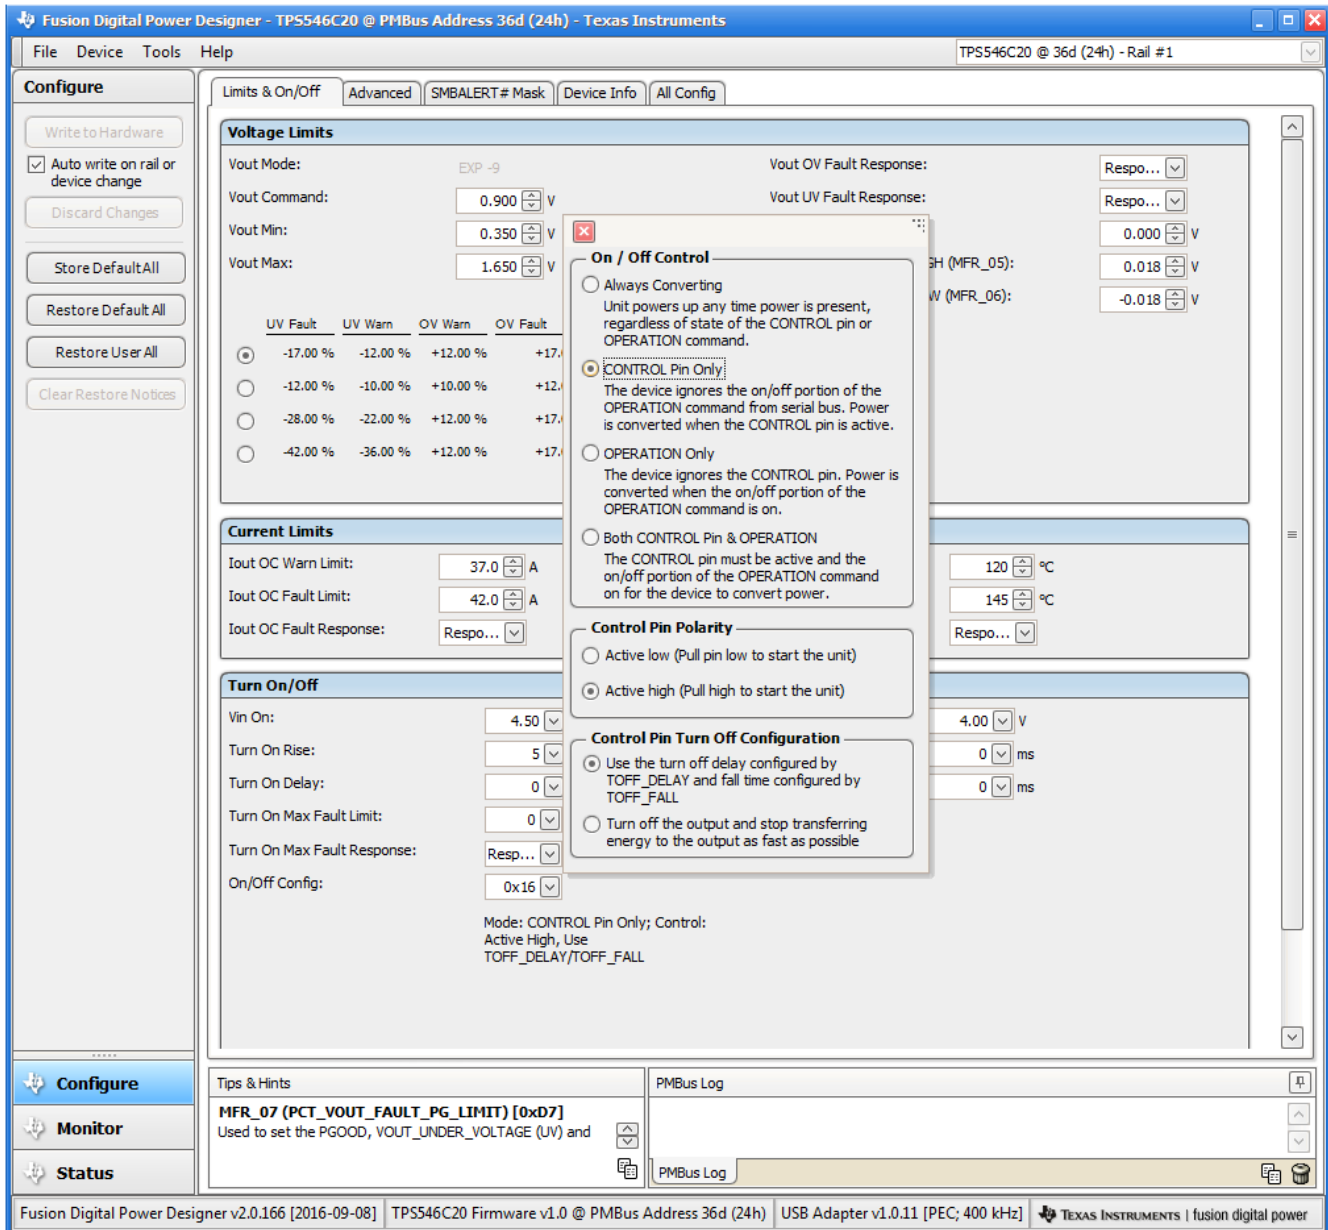 Fusion Digital Power Designer - TPS546C20 @ PMBus Address 36d (24h) - Texas Instruments
File Device Tools Help
TPS546C20 @ 36d (24h) - Rail #1
Configure
Write to Hardware
Auto write on rail or
device change
Discard Changes
Store Default All
Restore Default All
Restore User All
Clear Restore Notices
Limits & On/Off Advanced SMBALERT# Mask Device Info All Config
Voltage Limits
Vout Mode: EXP -9 Vout OV Fault Response: Respo...
Vout Command: 0.900 V Vout UV Fault Response: Respo...
Vout Min: 0.350 V 0.000 V
Vout Max: 1.650 V GH (MFR_05): 0.018 V
W (MFR_06): -0.018 V
UV Fault UV Warn OV Warn OV Fault
-17.00 % -12.00 % +12.00 % +17.
-12.00 % -10.00 % +10.00 % +12.
-28.00 % -22.00 % +12.00 % +17.
-42.00 % -36.00 % +12.00 % +17.
Current Limits
Iout OC Warn Limit: 37.0 A 120 ºC
Iout OC Fault Limit: 42.0 A 145 ºC
Iout OC Fault Response: Respo... Respo...
Turn On/Off
Vin On: 4.50 4.00 V
Turn On Rise: 5 0 ms
Turn On Delay: 0 0 ms
Turn On Max Fault Limit: 0
Turn On Max Fault Response: Resp...
On/Off Config: 0x16
Mode: CONTROL Pin Only; Control:
Active High, Use
TOFF_DELAY/TOFF_FALL
On / Off Control
Always Converting
Unit powers up any time power is present,
regardless of state of the CONTROL pin or
OPERATION command.
CONTROL Pin Only
The device ignores the on/off portion of the
OPERATION command from serial bus. Power
is converted when the CONTROL pin is active.
OPERATION Only
The device ignores the CONTROL pin. Power is
converted when the on/off portion of the
OPERATION command is on.
Both CONTROL Pin & OPERATION
The CONTROL pin must be active and the
on/off portion of the OPERATION command
on for the device to convert power.
Control Pin Polarity
Active low (Pull pin low to start the unit)
Active high (Pull high to start the unit)
Control Pin Turn Off Configuration
Use the turn off delay configured by
TOFF_DELAY and fall time configured by
TOFF_FALL
Turn off the output and stop transferring
energy to the output as fast as possible
Configure
Monitor
Status
Tips & Hints
MFR_07 (PCT_VOUT_FAULT_PG_LIMIT) [0xD7]
Used to set the PGOOD, VOUT_UNDER_VOLTAGE (UV) and
PMBus Log
PMBus Log
Fusion Digital Power Designer v2.0.166 [2016-09-08] TPS546C20 Firmware v1.0 @ PMBus Address 36d (24h) USB Adapter v1.0.11 [PEC; 400 kHz] TEXAS INSTRUMENTS | fusion digital power